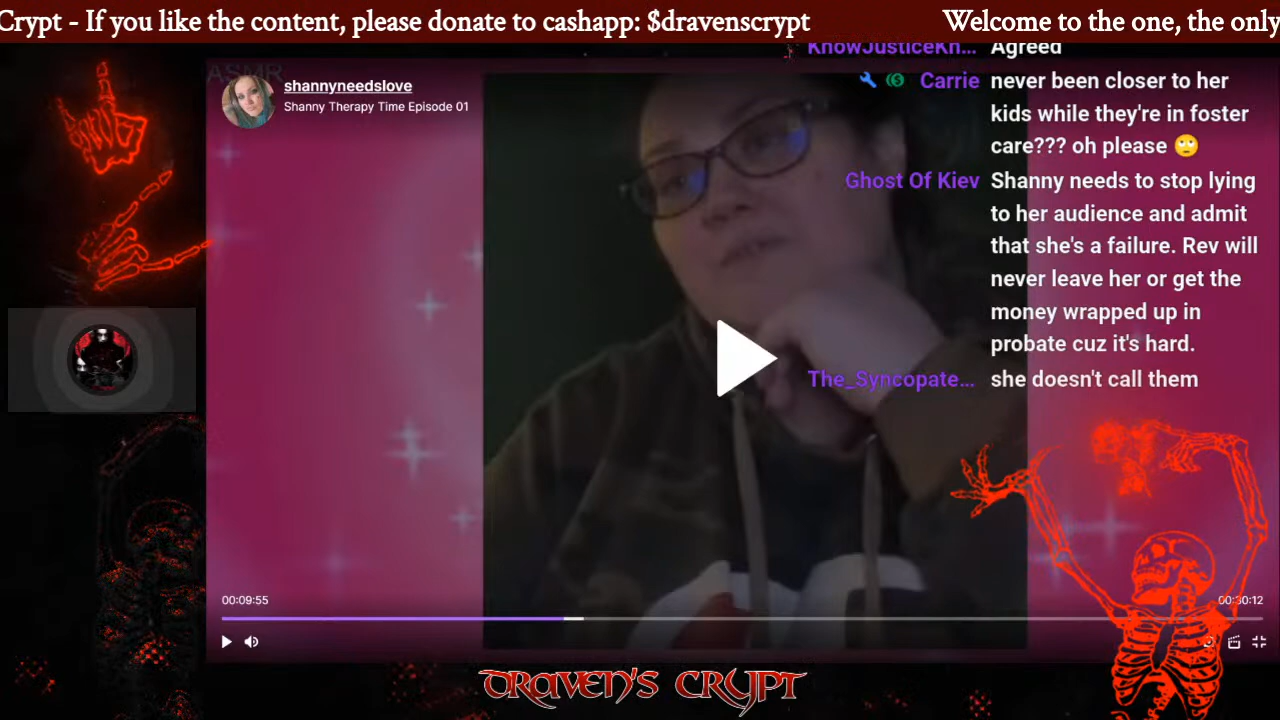 Crypt - If you like the content, please donate to cashapp: $dravenscrypt
Welcome to the one, the only
ASMR
shannyneedslove
Shanny Therapy Time Episode 01
KnowJusticeKn… Agreed
Carrie never been closer to her
kids while they're in foster
care??? oh please 🙄
Ghost Of Kiev Shanny needs to stop lying
to her audience and admit
that she's a failure. Rev will
never leave her or get the
money wrapped up in
probate cuz it's hard.
The_Syncopate… she doesn't call them
00:09:55
00:30:12
DRAVEN'S CRYPT